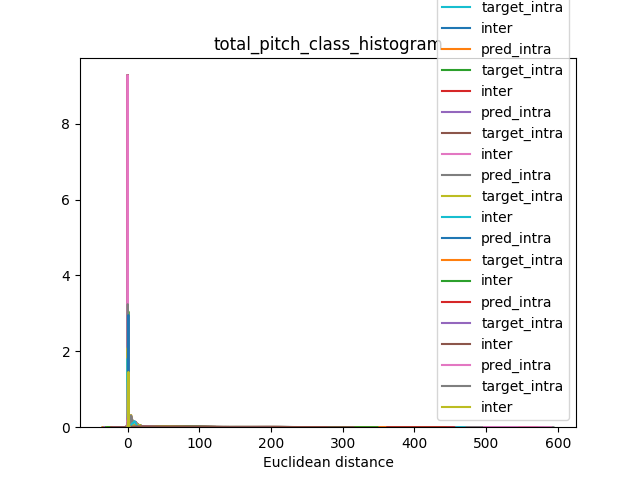 total_pitch_class_histogram
target_intra
inter
pred_intra
target_intra
inter
pred_intra
target_intra
inter
pred_intra
target_intra
inter
pred_intra
target_intra
inter
pred_intra
target_intra
inter
pred_intra
target_intra
inter
8
6
4
2
0
0 100 200 300 400 500 600
Euclidean distance